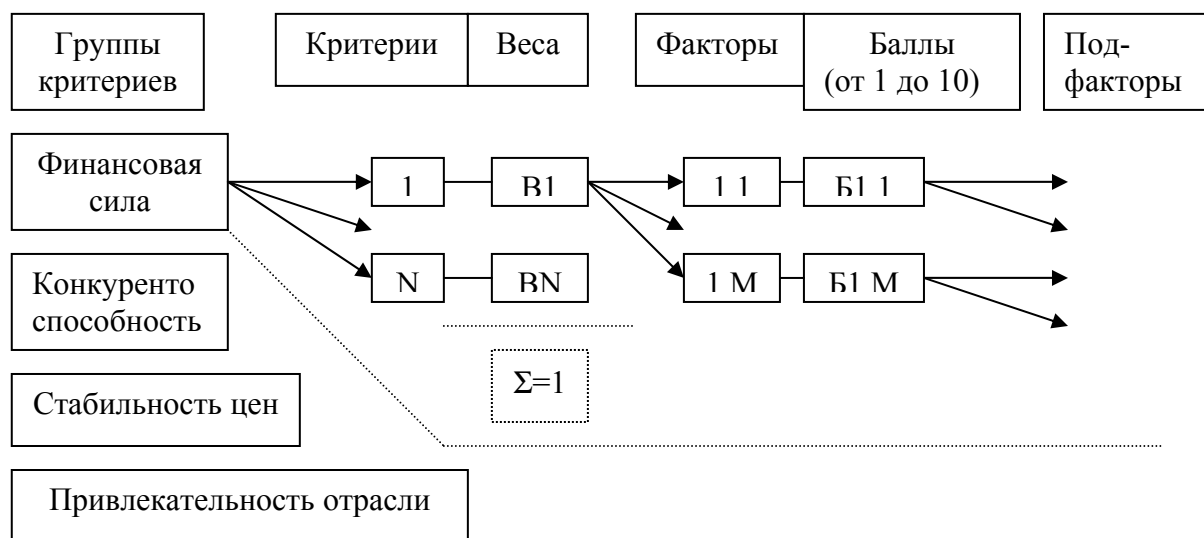 Группы
критериев
Критерии
Веса
Факторы
Баллы
(от 1 до 10)
Под-
факторы
Финансовая
сила
1
В1
1 1
Б1 1
Конкуренто
способность
N
ВN
1 М
Б1 М
Σ=1
Стабильность цен
Привлекательность отрасли